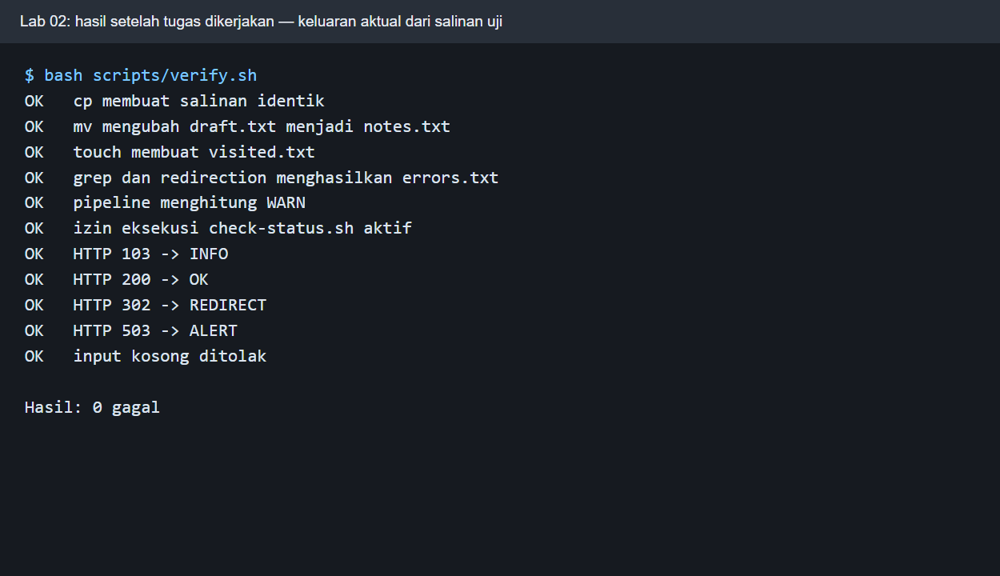 Lab 02: hasil setelah tugas dikerjakan — keluaran aktual dari salinan uji
$ bash scripts/verify.sh
OK   cp membuat salinan identik
OK   mv mengubah draft.txt menjadi notes.txt
OK   touch membuat visited.txt
OK   grep dan redirection menghasilkan errors.txt
OK   pipeline menghitung WARN
OK   izin eksekusi check-status.sh aktif
OK   HTTP 103 -> INFO
OK   HTTP 200 -> OK
OK   HTTP 302 -> REDIRECT
OK   HTTP 503 -> ALERT
OK   input kosong ditolak
Hasil: 0 gagal